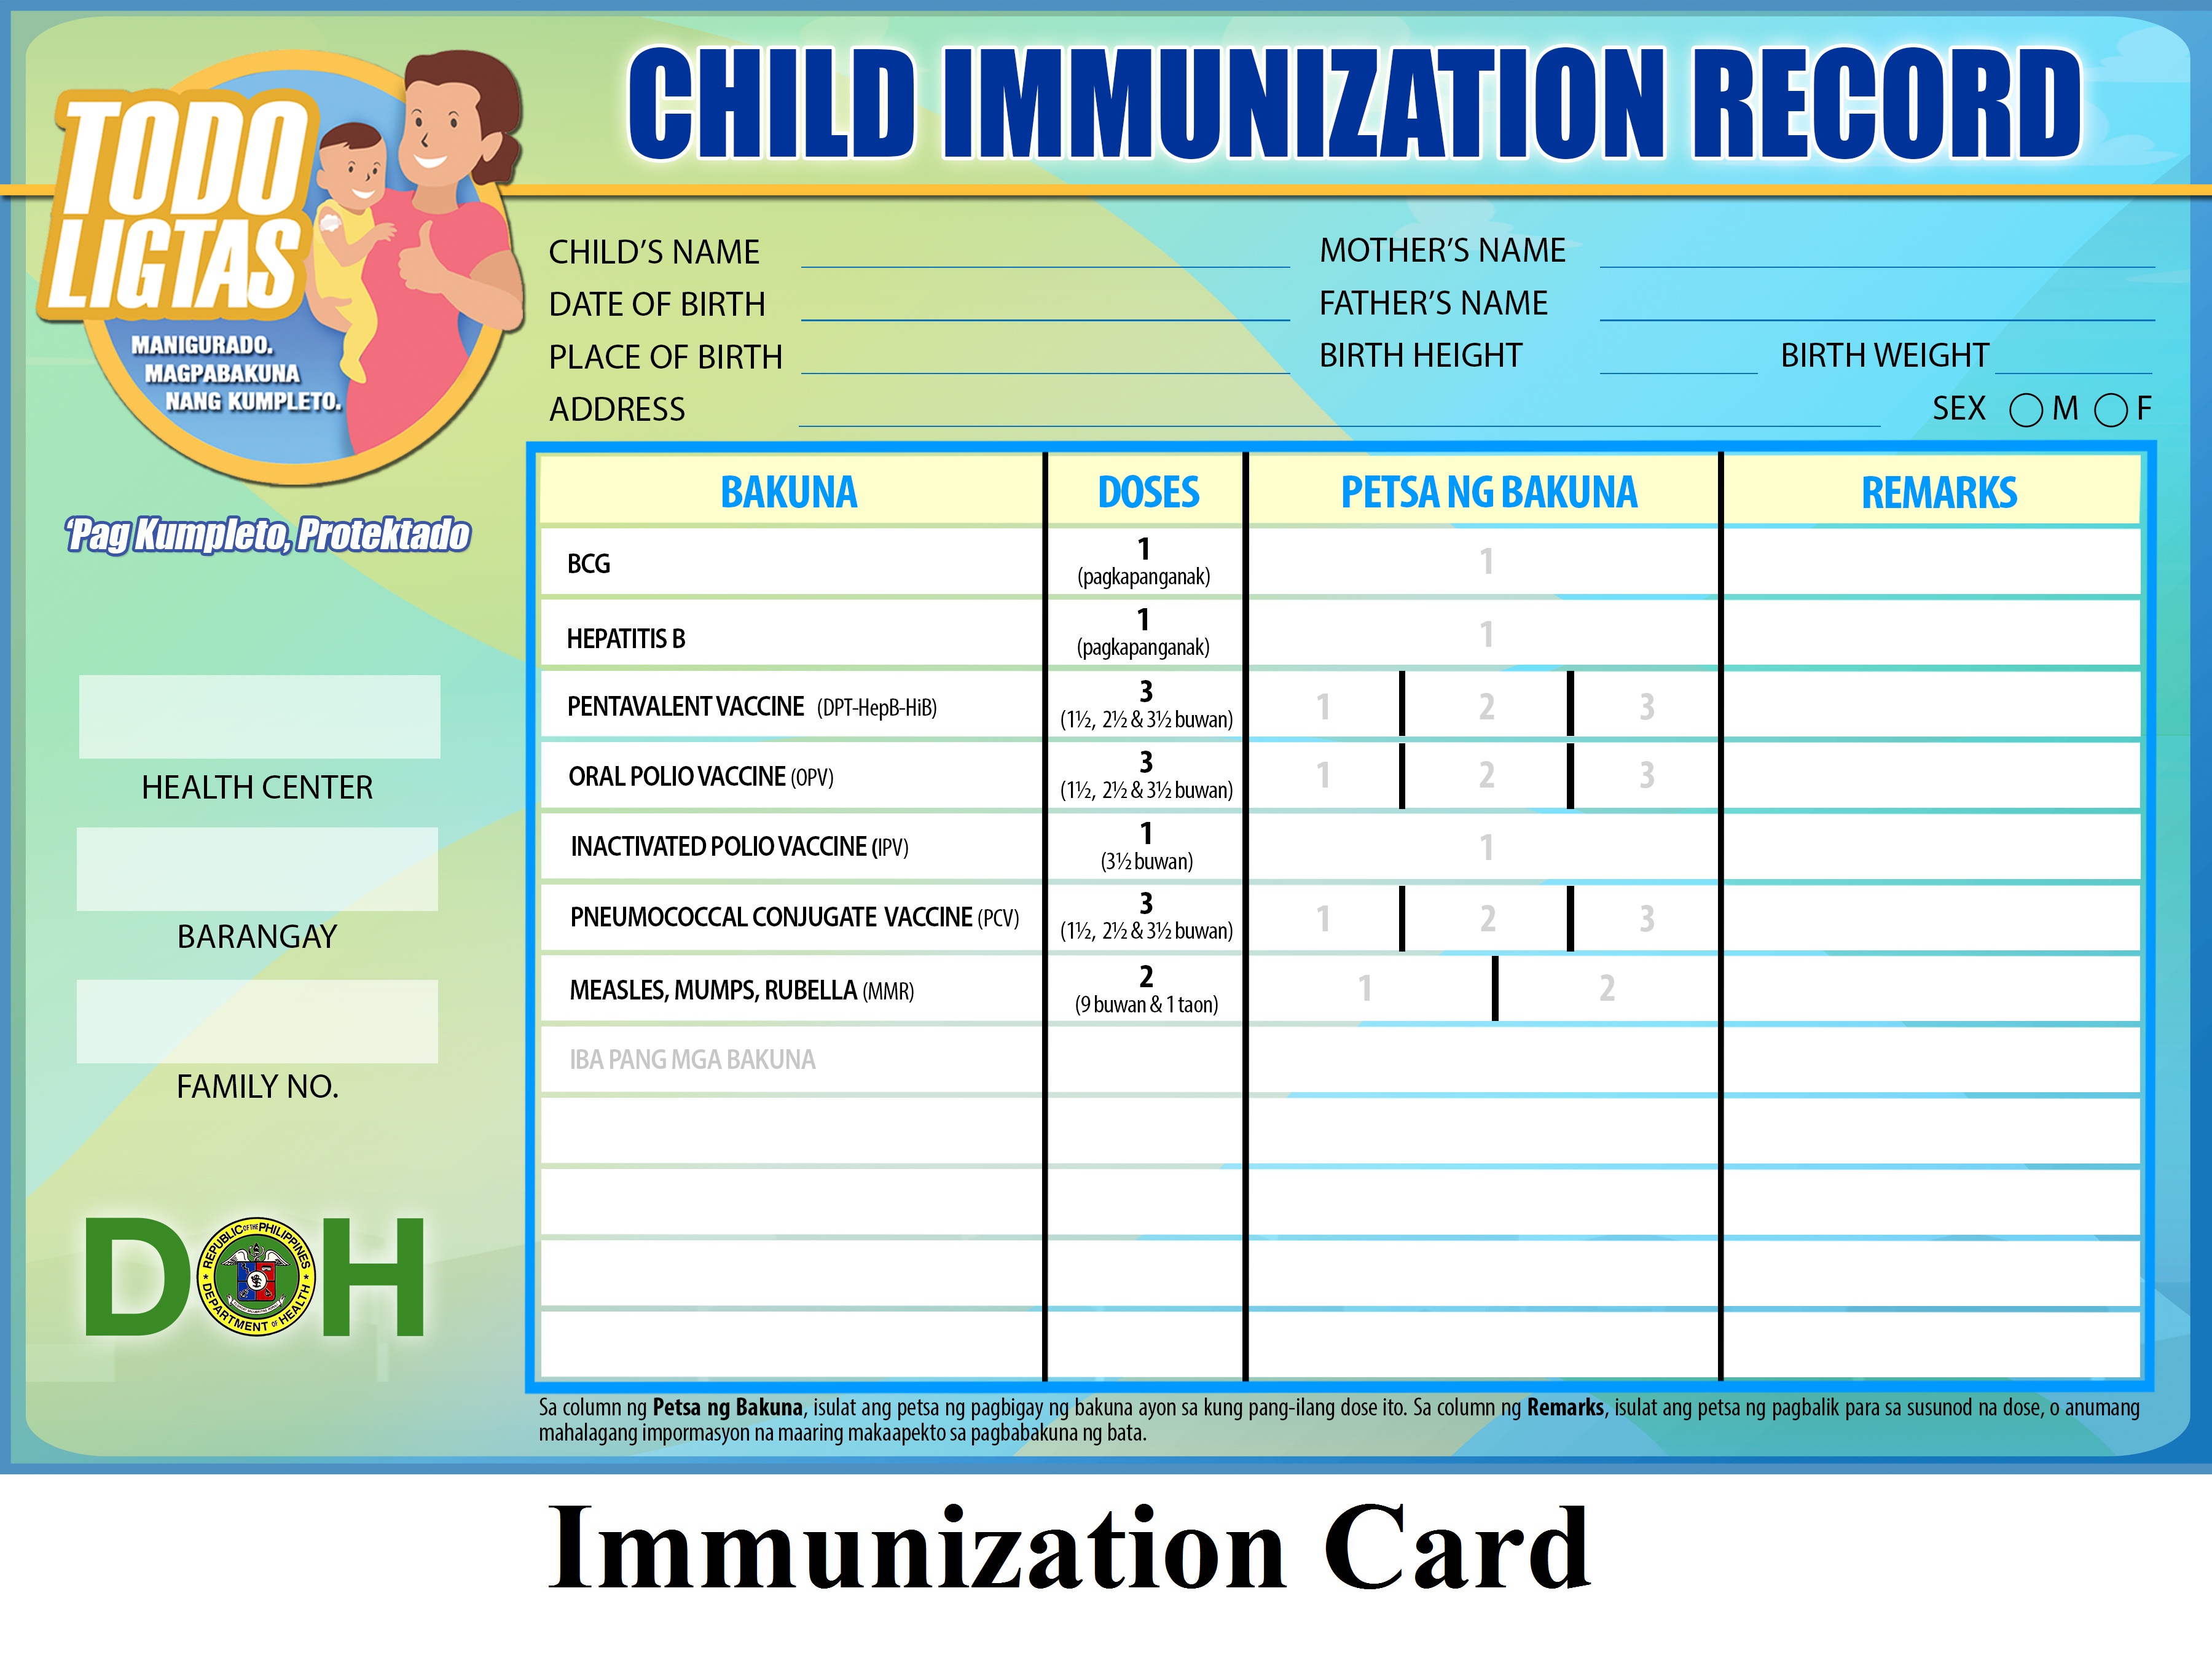 CHILD IMMUNIZATION RECORD
TODO
LIGTAS
MANIGURADO.
MAGPABAKUNA
NANG KUMPLETO.
'Pag Kumpleto, Protektado
CHILD'S NAME
DATE OF BIRTH
PLACE OF BIRTH
ADDRESS
MOTHER'S NAME
FATHER'S NAME
BIRTH HEIGHT BIRTH WEIGHT
SEX M F
HEALTH CENTER
BARANGAY
FAMILY NO.
D H
REPUBLIC OF THE PHILIPPINES
DEPARTMENT OF HEALTH
BAKUNA DOSES PETSA NG BAKUNA REMARKS
BCG 1 (pagkapanganak) 1
HEPATITIS B 1 (pagkapanganak) 1
PENTAVALENT VACCINE (DPT-HepB-HiB) 3 (1½, 2½ & 3½ buwan) 1 2 3
ORAL POLIO VACCINE (OPV) 3 (1½, 2½ & 3½ buwan) 1 2 3
INACTIVATED POLIO VACCINE (IPV) 1 (3½ buwan) 1
PNEUMOCOCCAL CONJUGATE VACCINE (PCV) 3 (1½, 2½ & 3½ buwan) 1 2 3
MEASLES, MUMPS, RUBELLA (MMR) 2 (9 buwan & 1 taon) 1 2
IBA PANG MGA BAKUNA
Sa column ng Petsa ng Bakuna, isulat ang petsa ng pagbigay ng bakuna ayon sa kung pang-ilang dose ito. Sa column ng Remarks, isulat ang petsa ng pagbalik para sa susunod na dose, o anumang
mahalagang impormasyon na maaring makaapekto sa pagbabakuna ng bata.
Immunization Card